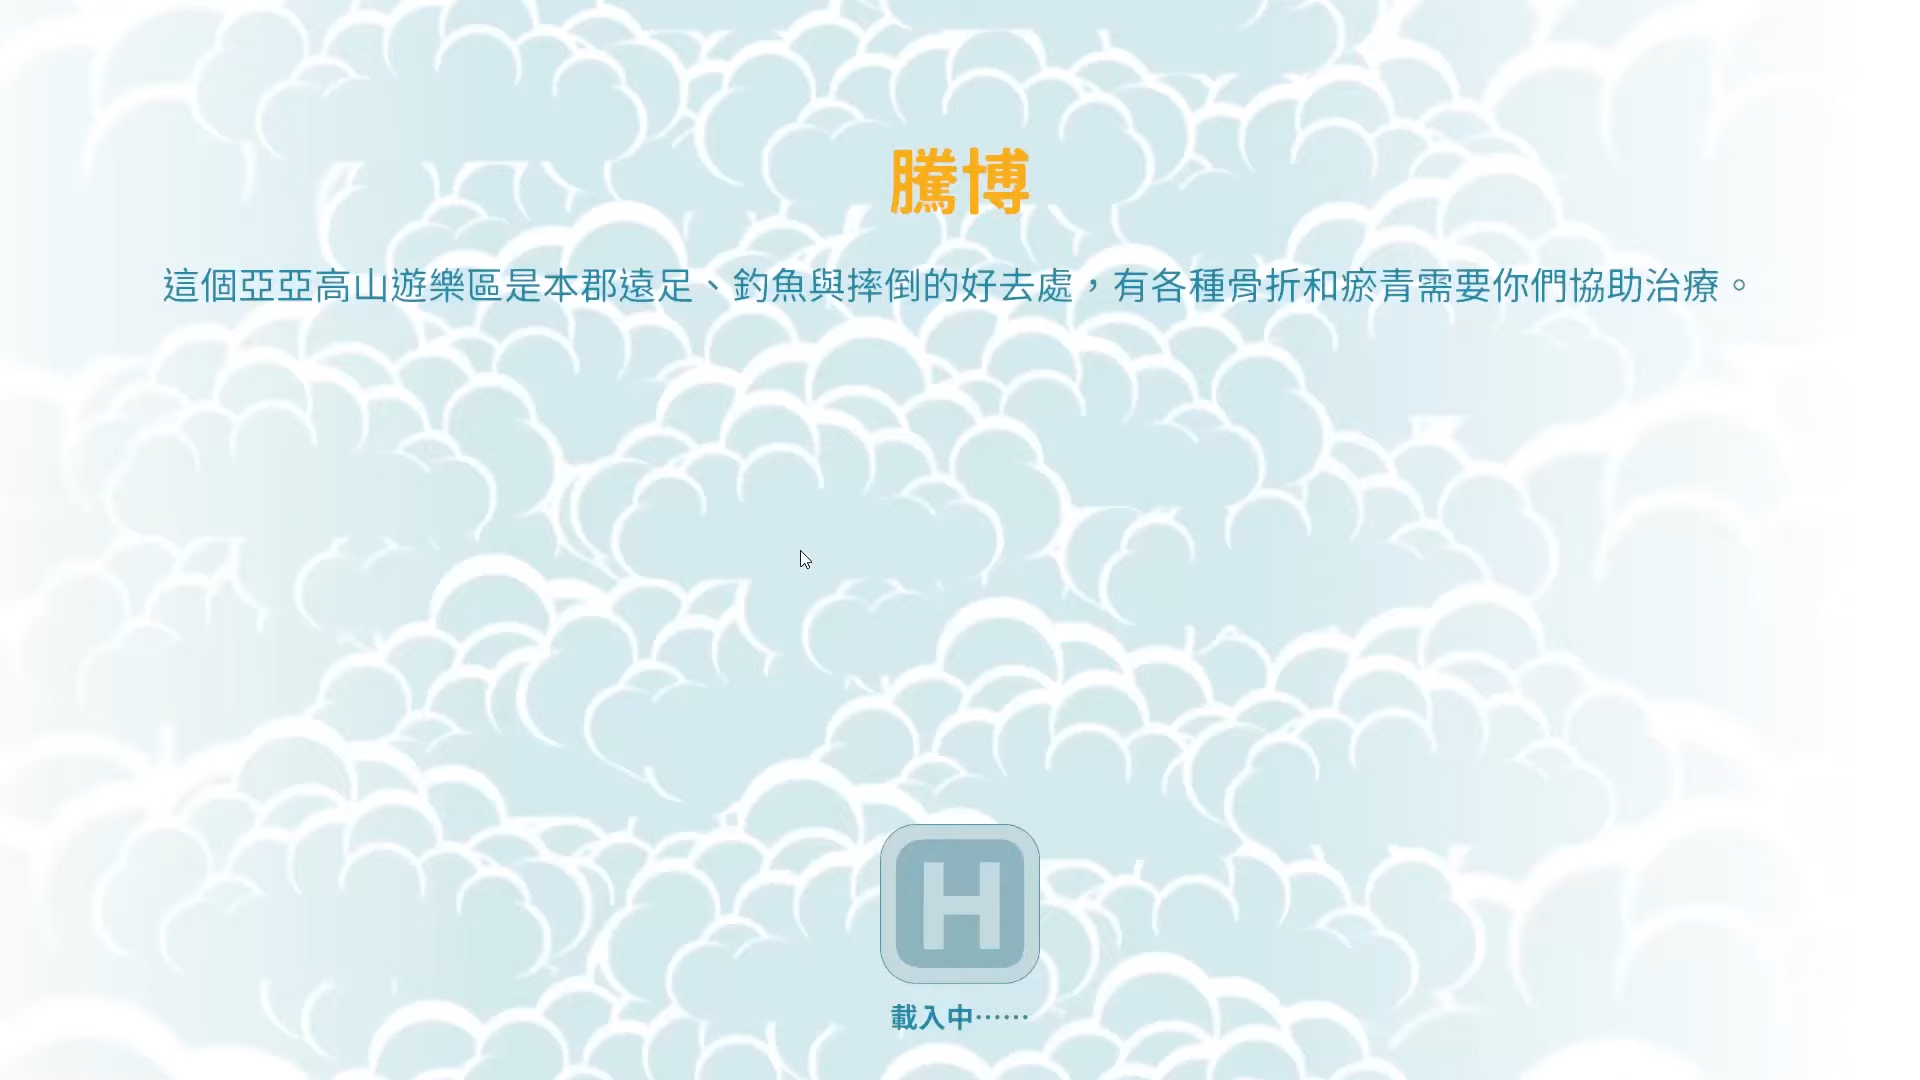 騰博
這個亞亞高山遊樂區是本郡遠足、釣魚與摔倒的好去處，有各種骨折和瘀青需要你們協助治療。
H
載入中……